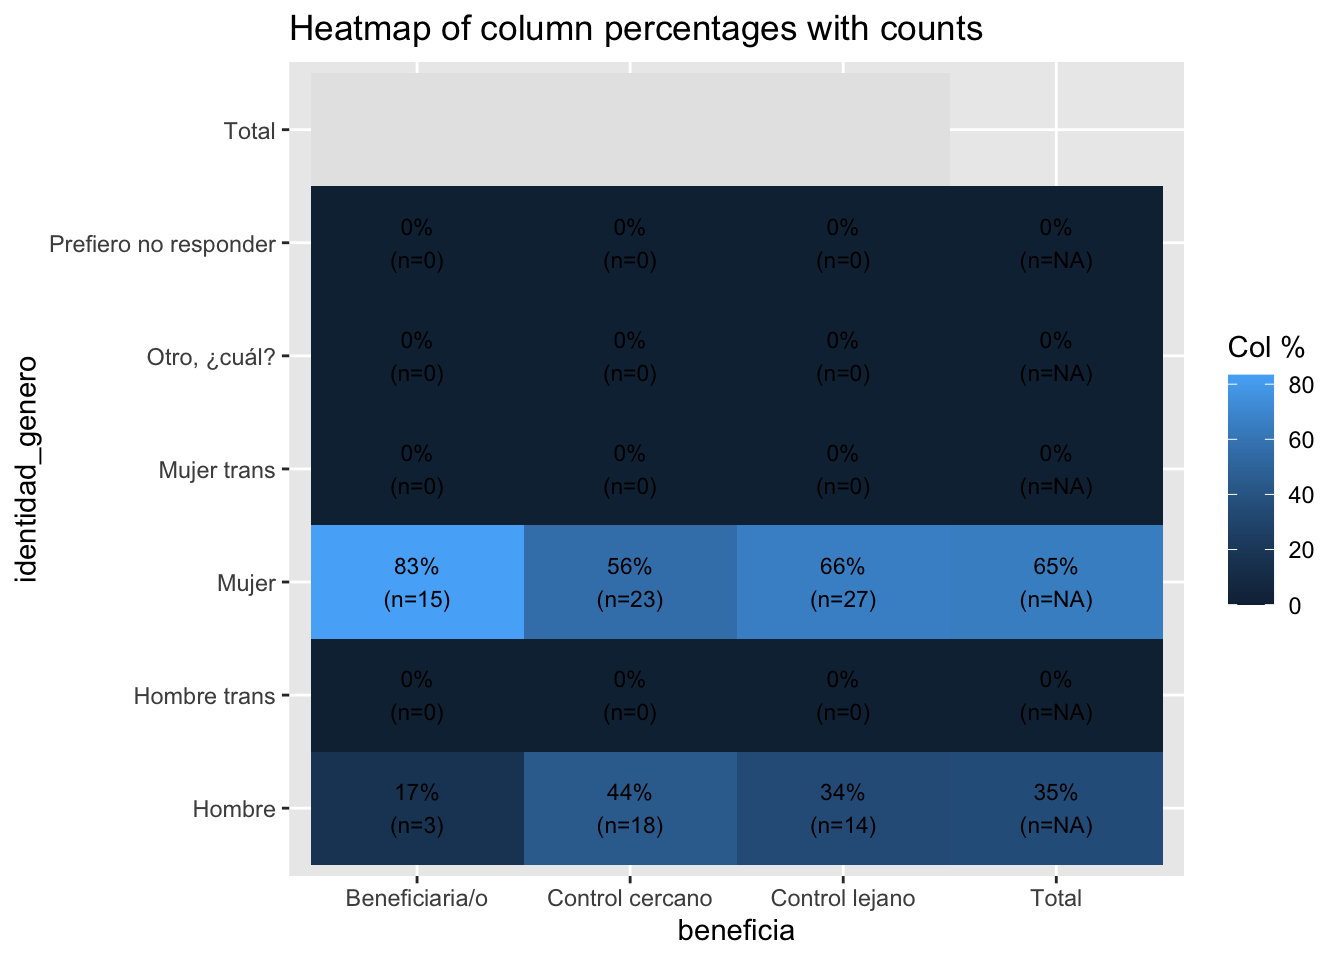 Heatmap of column percentages with counts
identidad_genero
Total
Prefiero no responder
0% 0% 0% 0%
(n=0) (n=0) (n=0) (n=NA)
Otro, ¿cuál?
0% 0% 0% 0%
(n=0) (n=0) (n=0) (n=NA)
Mujer trans
0% 0% 0% 0%
(n=0) (n=0) (n=0) (n=NA)
Mujer
83% 56% 66% 65%
(n=15) (n=23) (n=27) (n=NA)
Hombre trans
0% 0% 0% 0%
(n=0) (n=0) (n=0) (n=NA)
Hombre
17% 44% 34% 35%
(n=3) (n=18) (n=14) (n=NA)
Beneficiaria/o Control cercano Control lejano Total
beneficia
Col %
80
60
40
20
0